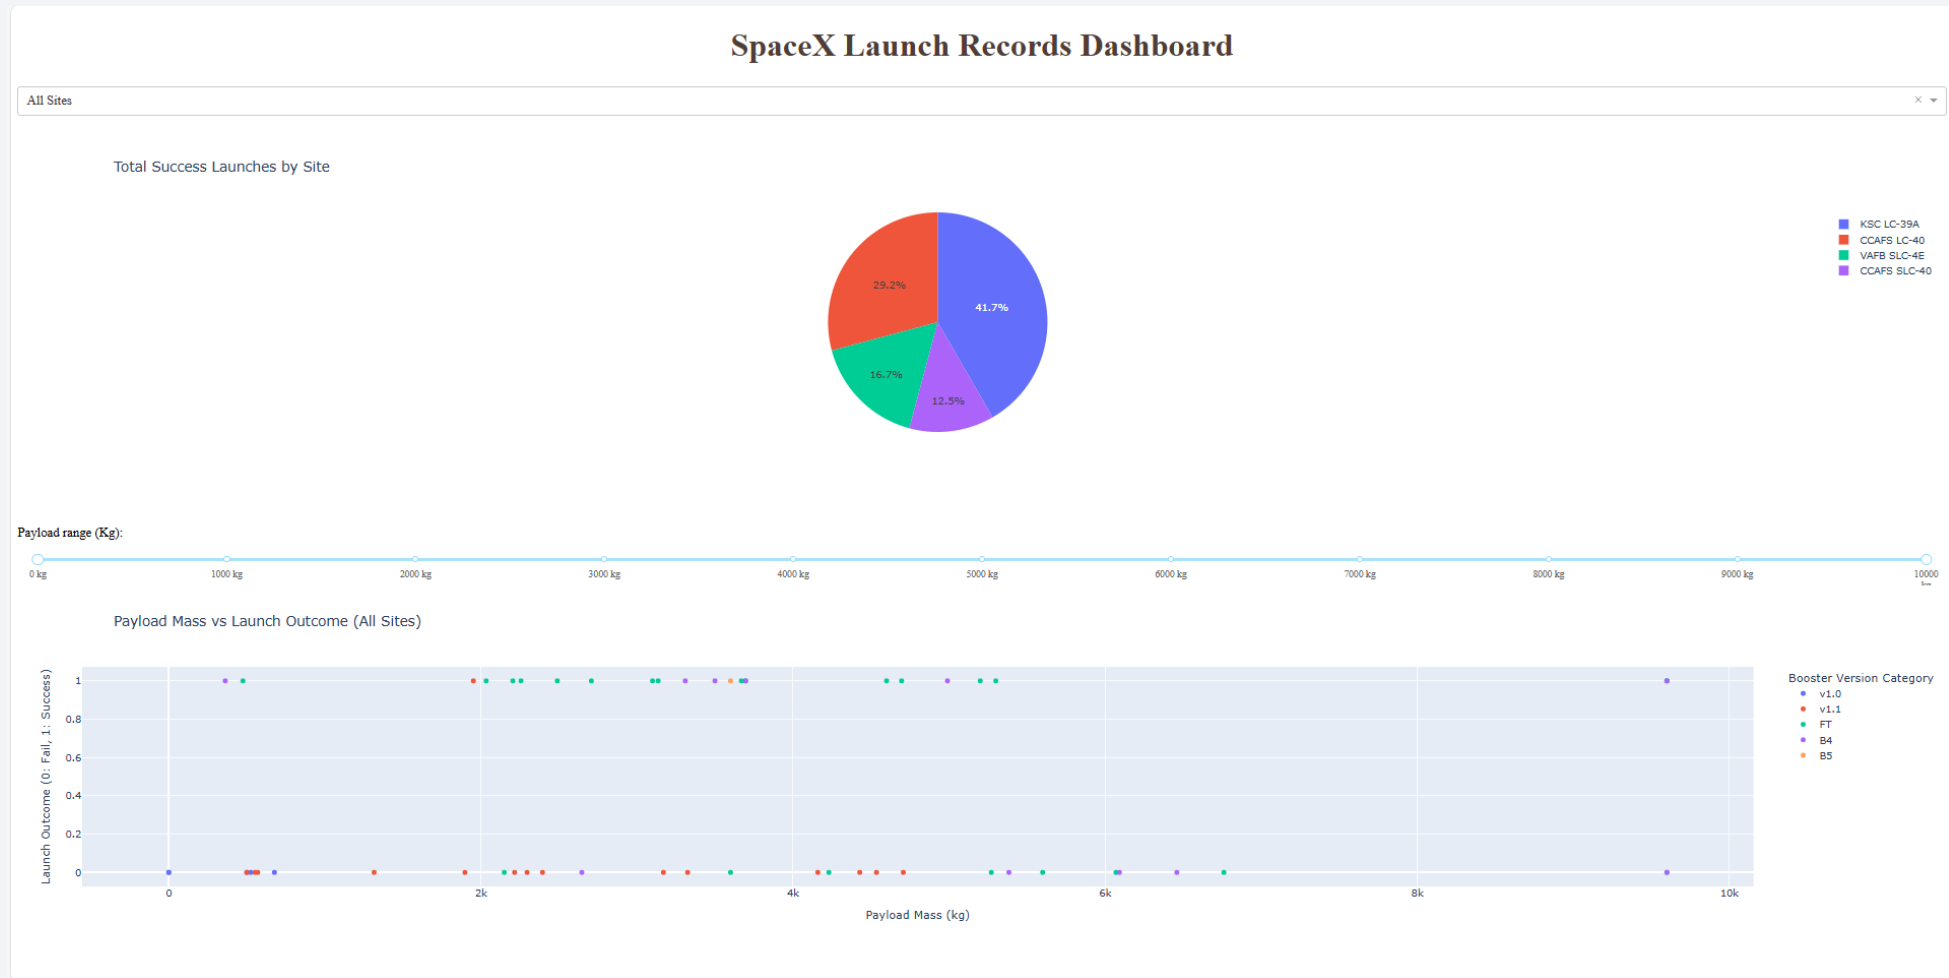 SpaceX Launch Records Dashboard
All Sites
Total Success Launches by Site
KSC LC-39A
CCAFS LC-40
VAFB SLC-4E
CCAFS SLC-40
29.2%
41.7%
16.7%
12.5%
Payload range (Kg):
0 kg 1000 kg 2000 kg 3000 kg 4000 kg 5000 kg 6000 kg 7000 kg 8000 kg 9000 kg 10000
Payload Mass vs Launch Outcome (All Sites)
Launch Outcome (0: Fail, 1: Success)
1
0.8
0.6
0.4
0.2
0
0 2k 4k 6k 8k 10k
Payload Mass (kg)
Booster Version Category
v1.0
v1.1
FT
B4
B5